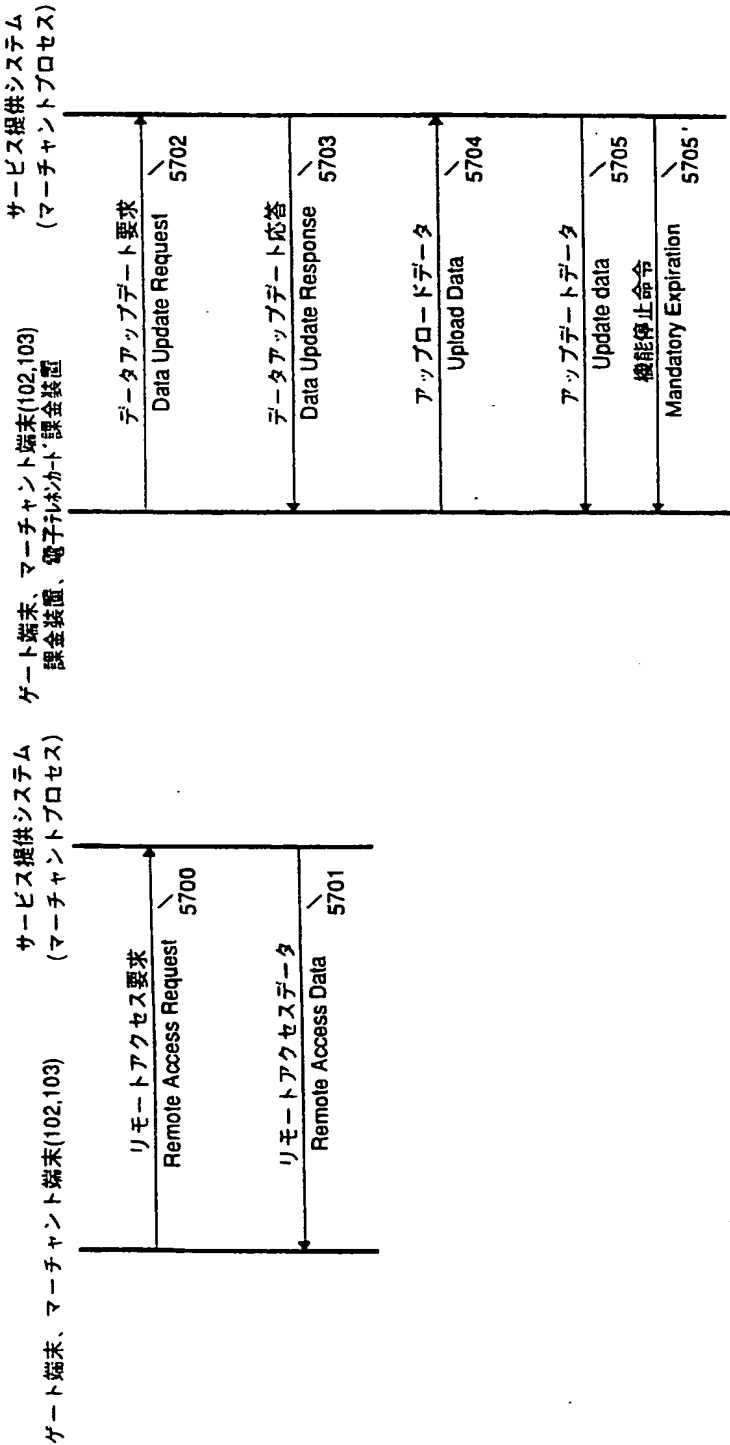 ゲート端末、マーチャント端末(102,103)
サービス提供システム
(マーチャントプロセス)
リモートアクセス要求
Remote Access Request
5700
リモートアクセスデータ
Remote Access Data
5701
ゲート端末、マーチャント端末(102,103)
課金装置、電子テレホンカード課金装置
サービス提供システム
(マーチャントプロセス)
データアップデート要求
Data Update Request
5702
データアップデート応答
Data Update Response
5703
アップロードデータ
Upload Data
5704
アップデートデータ
Update data
5705
機能停止命令
Mandatory Expiration
5705'